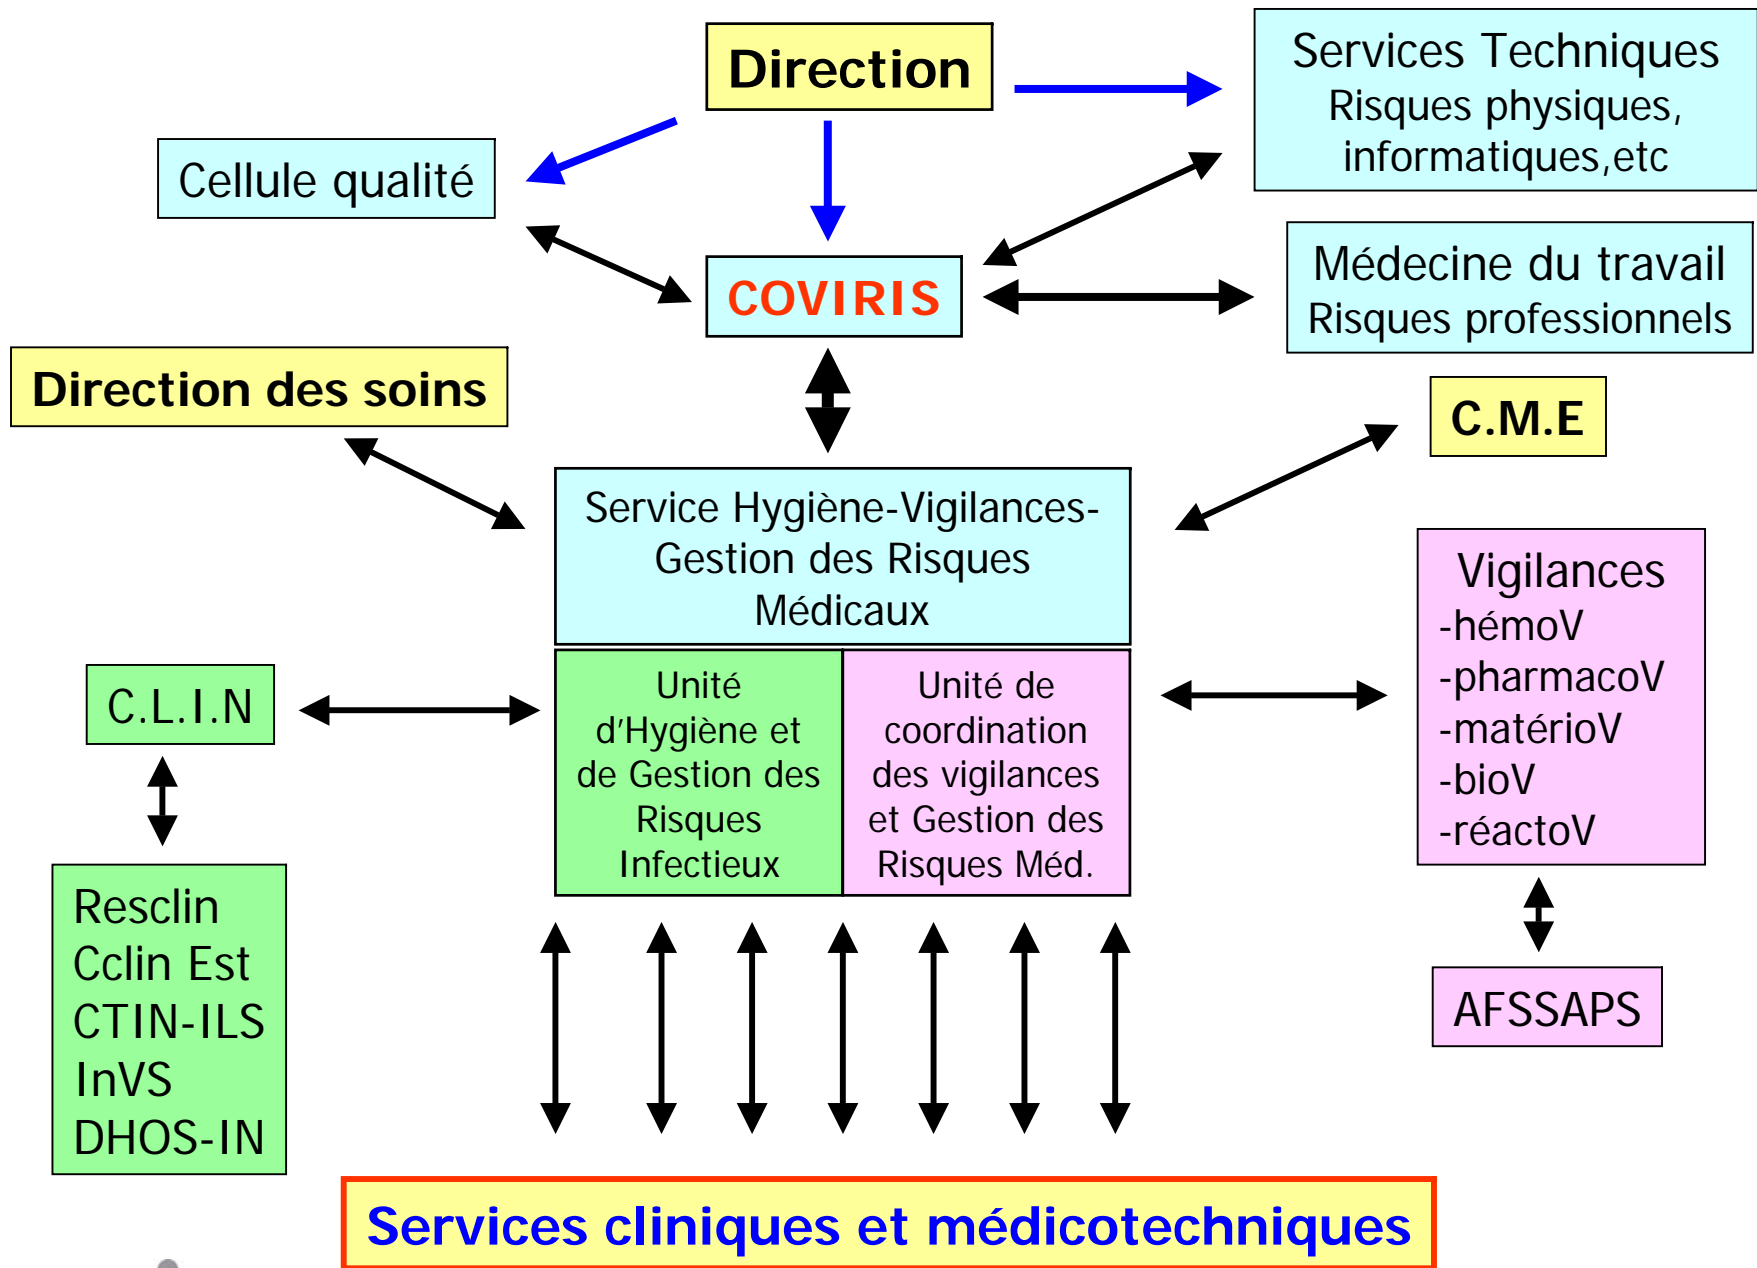 Direction
Services Techniques
Risques physiques,
informatiques,etc
Cellule qualité
COVIRIS
Médecine du travail
Risques professionnels
Direction des soins
C.M.E
Service Hygiène-Vigilances-
Gestion des Risques
Médicaux
Vigilances
-hémoV
-pharmacoV
-matérioV
-bioV
-réactoV
C.L.I.N
Unité
d'Hygiène et
de Gestion des
Risques
Infectieux
Unité de
coordination
des vigilances
et Gestion des
Risques Méd.
Resclin
Cclin Est
CTIN-ILS
InVS
DHOS-IN
AFSSAPS
Services cliniques et médicotechniques